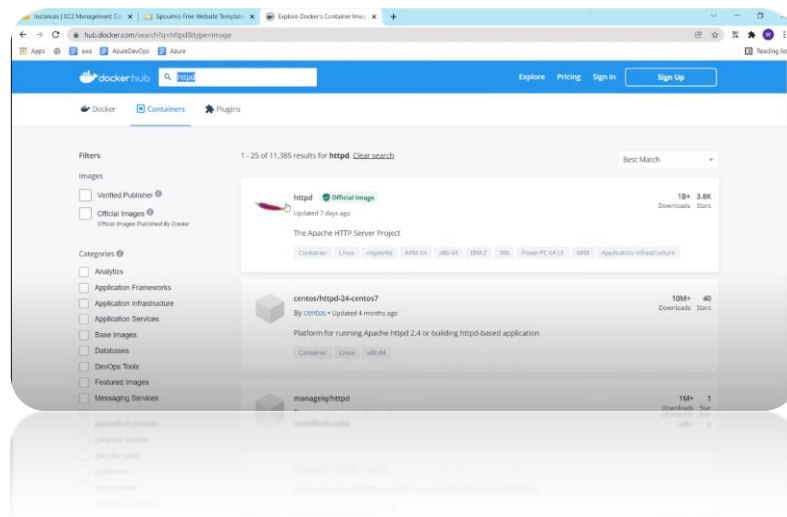 Instances | EC2 Management Con
Spourmo Free Website Template
Explore Docker's Container Imag
hub.docker.com/search?q=httpd&type=image
Apps
aws
AzureDevOps
Azure
Reading list
dockerhub
httpd
Explore
Pricing
Sign In
Sign Up
Docker
Containers
Plugins
Filters
1 - 25 of 11,385 results for httpd. Clear search
Best Match
Images
Verified Publisher
Official Images
Official Images Published By Docker
Categories
Analytics
Application Frameworks
Application Infrastructure
Application Services
Base Images
Databases
DevOps Tools
Featured Images
Messaging Services
httpd
Official Image
Updated 7 days ago
1B+ 3.8K
Downloads Stars
The Apache HTTP Server Project
Container Linux mips64le ARM 64 x86-64 IBM Z 386 PowerPC 64 LE ARM Application Infrastructure
centos/httpd-24-centos7
By centos • Updated 4 months ago
10M+ 40
Downloads Stars
Platform for running Apache httpd 2.4 or building httpd-based application
Container Linux x86-64
manageiq/httpd
1M+ 1
Downloads Star